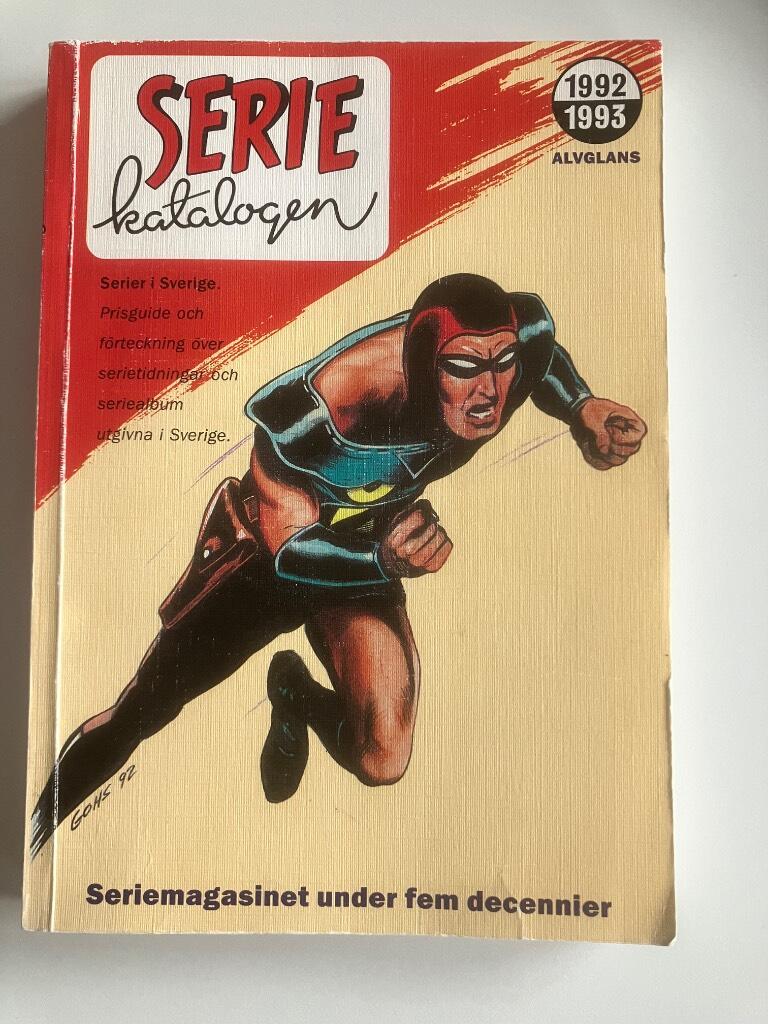 SERIE
katalogen
1992
1993
ALVGLANS
Serier i Sverige.
Prisguide och
förteckning över
serietidningar och
seriealbum
utgivna i Sverige.
GOHS 92
Seriemagasinet under fem decennier